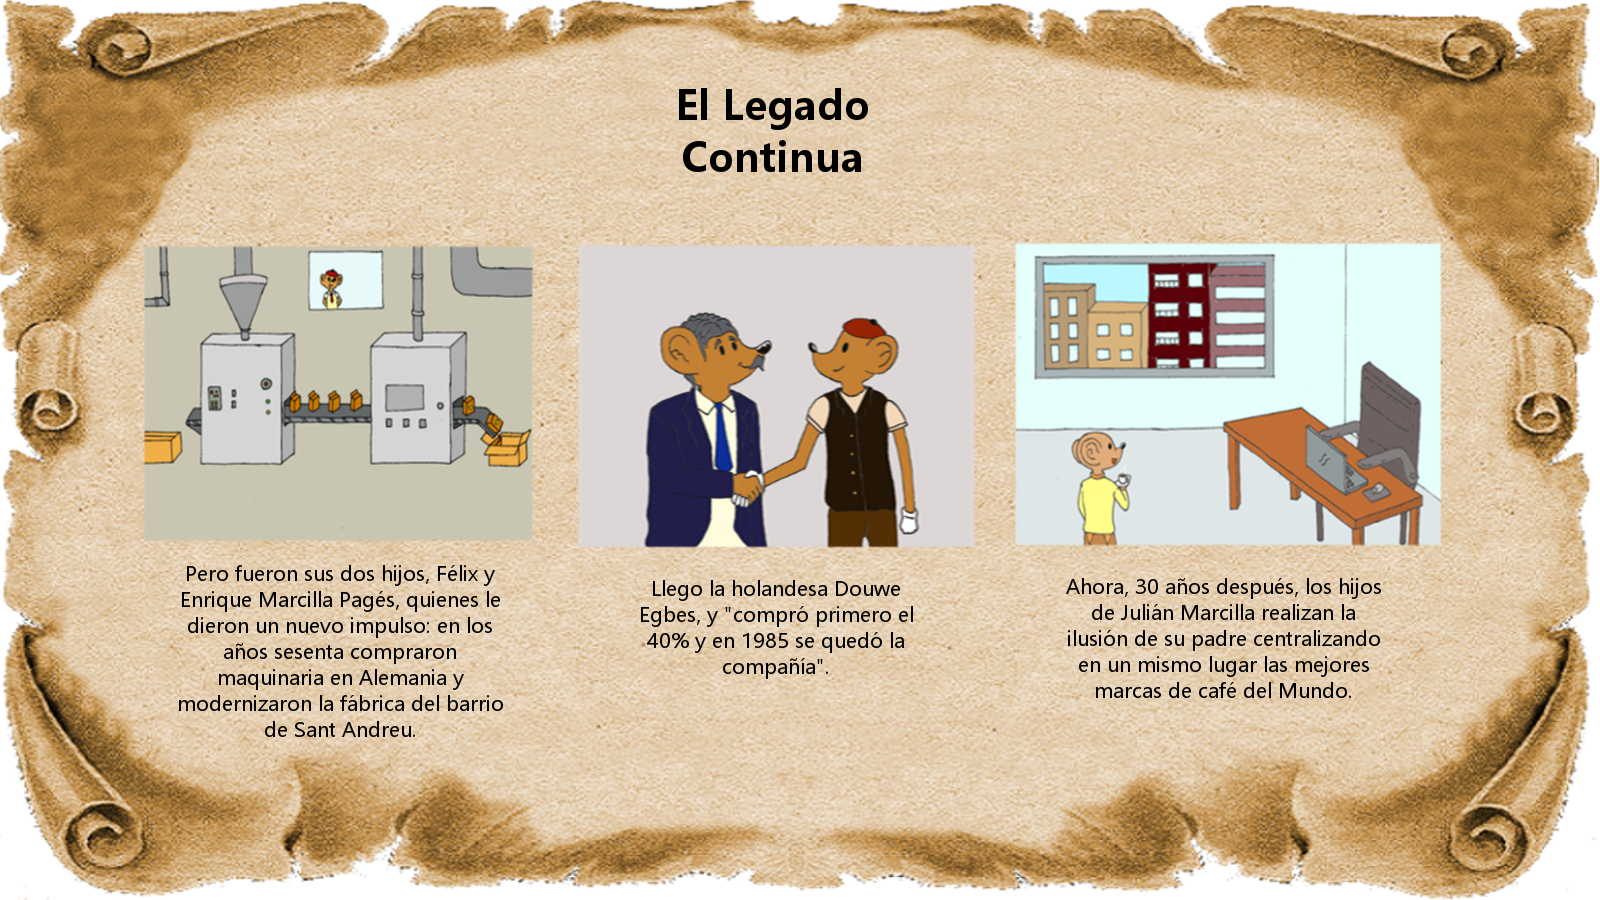 El Legado
Continua
Pero fueron sus dos hijos, Félix y
Enrique Marcilla Pagés, quienes le
dieron un nuevo impulso: en los
años sesenta compraron
maquinaria en Alemania y
modernizaron la fábrica del barrio
de Sant Andreu.
Llego la holandesa Douwe
Egbes, y "compró primero el
40% y en 1985 se quedó la
compañía".
Ahora, 30 años después, los hijos
de Julián Marcilla realizan la
ilusión de su padre centralizando
en un mismo lugar las mejores
marcas de café del Mundo.